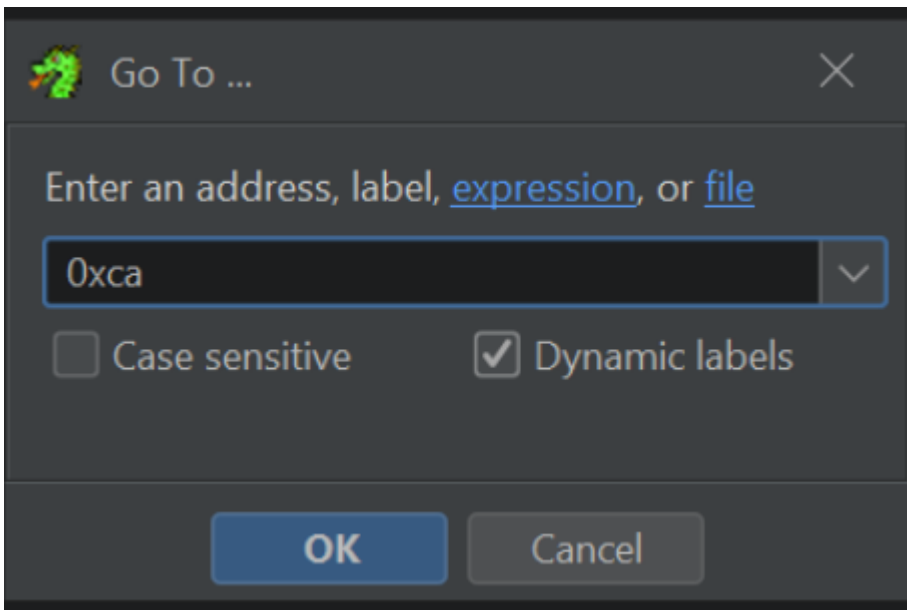 Go To ...
Enter an address, label, expression, or file
0xca
Case sensitive Dynamic labels
OK Cancel